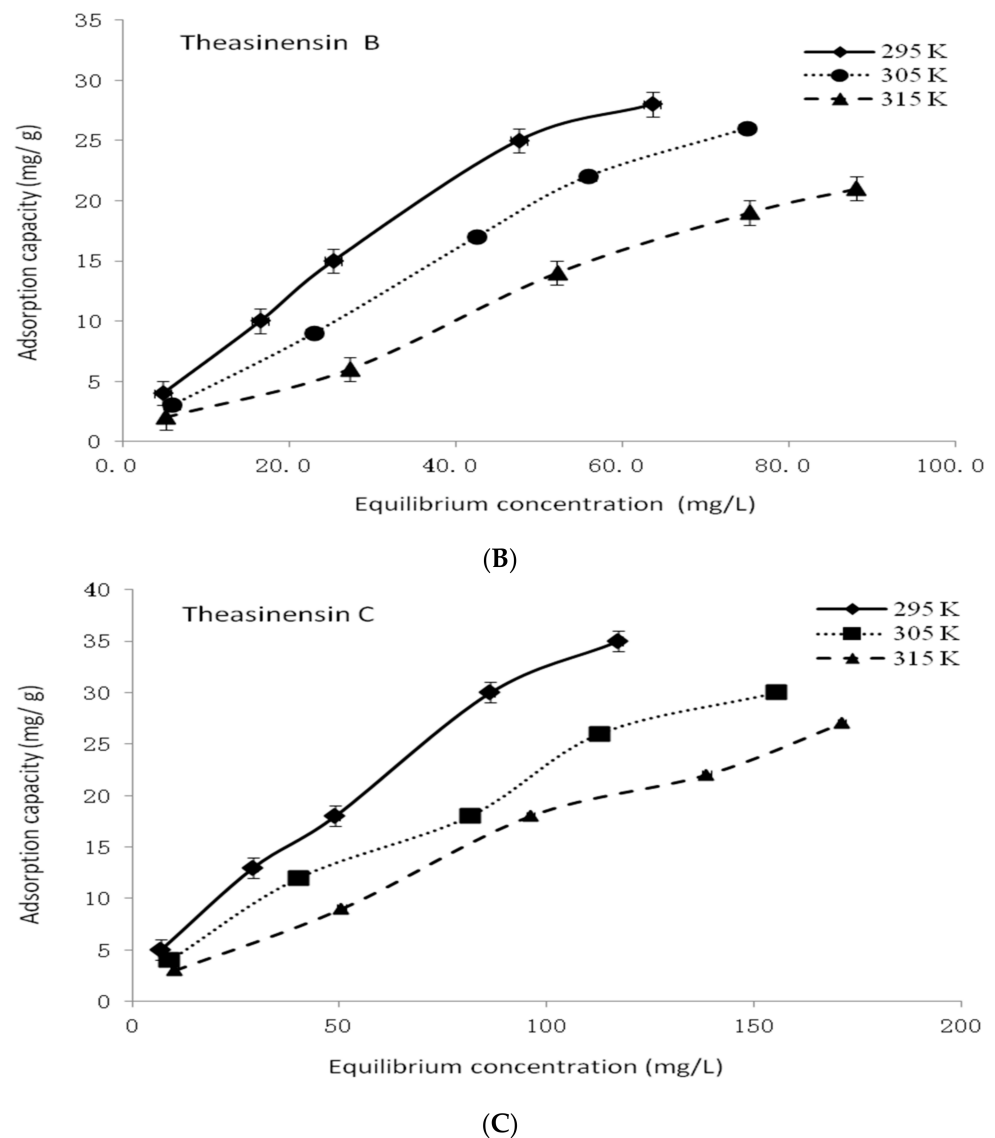 35
Theasinensin B
295 K
30
305 K
315 K
25
20
15
10
5
0
Adsorption capacity (mg/ g)
0.0 20.0 40.0 60.0 80.0 100.0
Equilibrium concentration (mg/L)
(B)
40
Theasinensin C
295 K
35
305 K
315 K
30
25
20
15
10
5
0
Adsorption capacity (mg/ g)
0 50 100 150 200
Equilibrium concentration (mg/L)
(C)